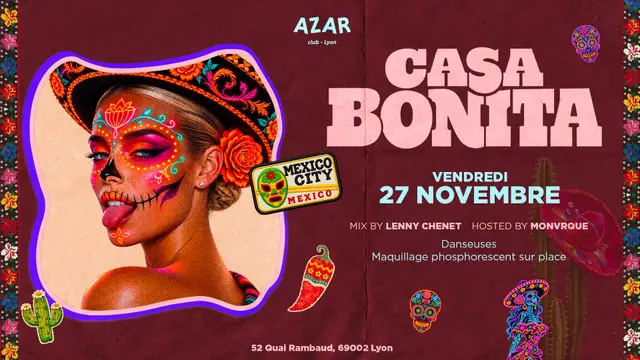 AZAR
club - Lyon
CASA
BONITA
MEXICO
CITY
MEXICO
VENDREDI
27 NOVEMBRE
MIX BY LENNY CHENET HOSTED BY MONVRQUE
Danseuses
Maquillage phosphorescent sur place
52 Quai Rambaud, 69002 Lyon